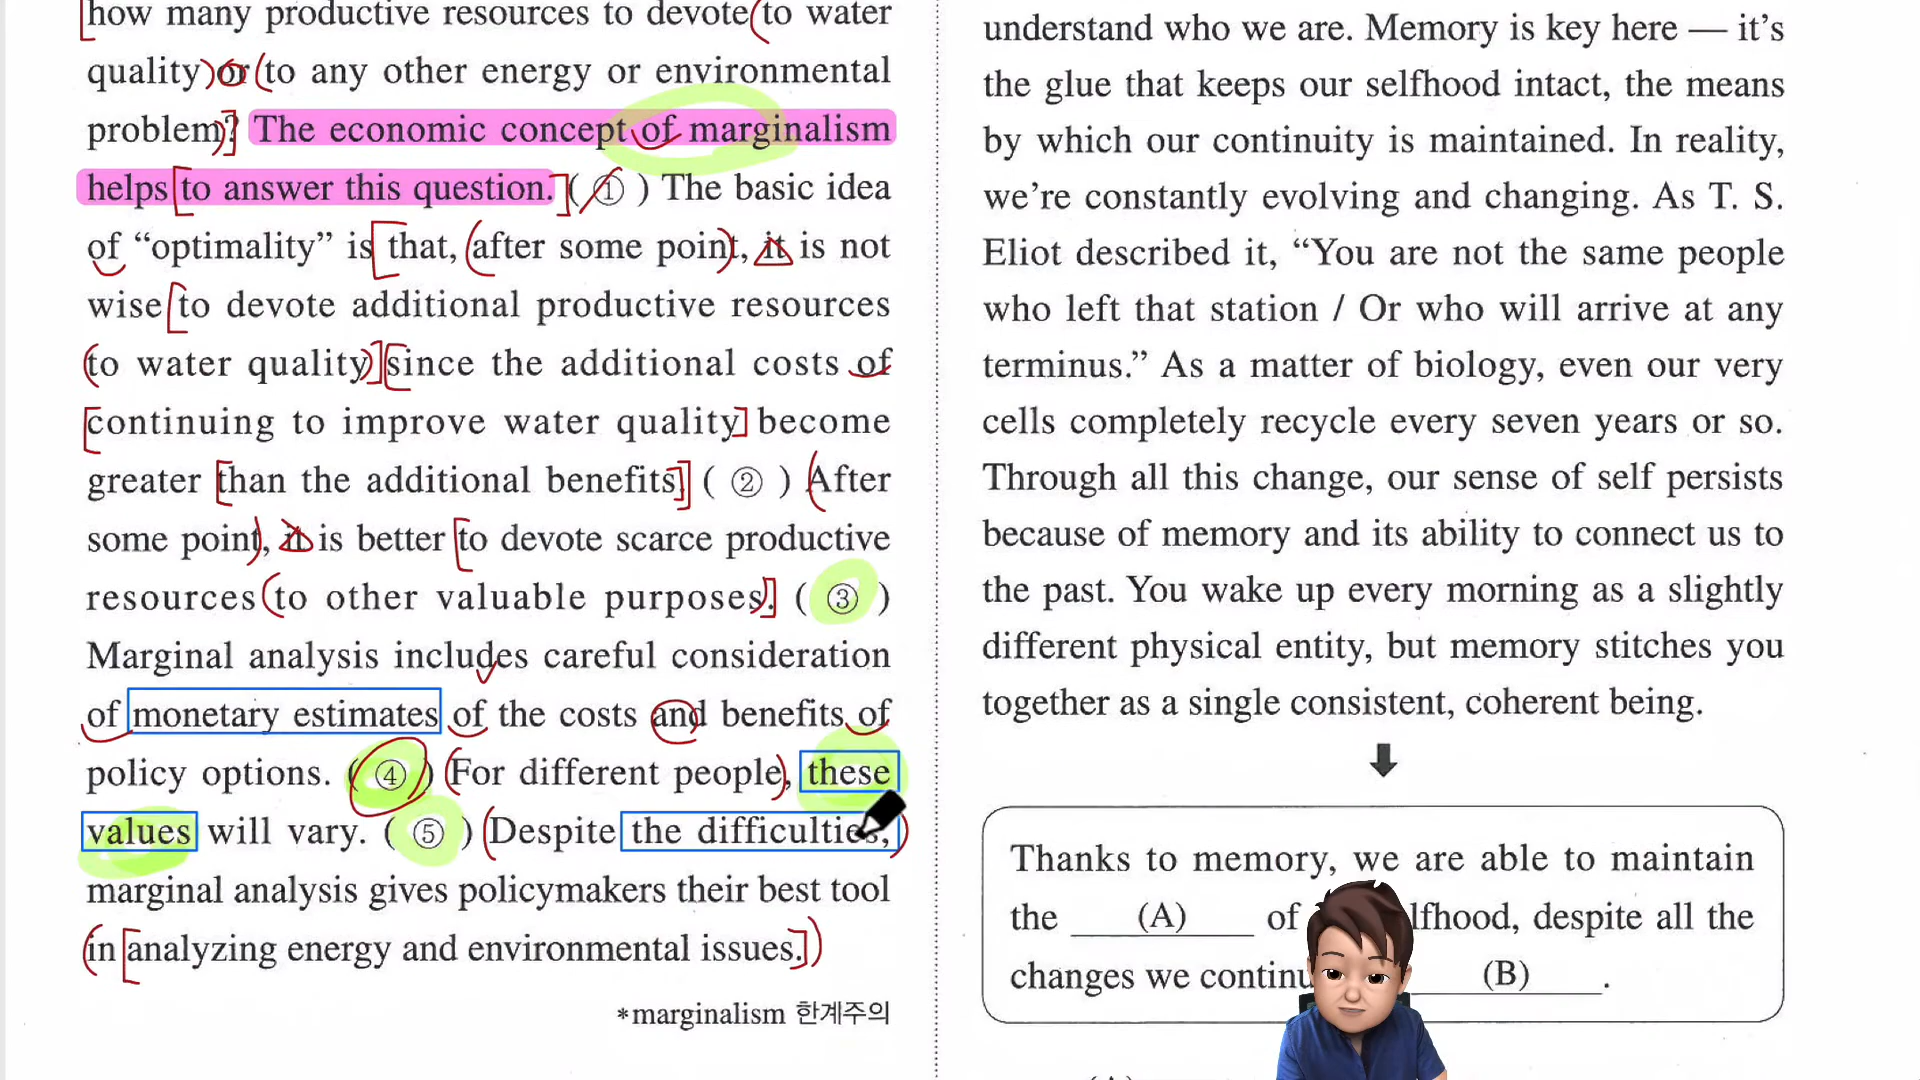 how many productive resources to devote to water
quality or to any other energy or environmental
problem? The economic concept of marginalism
helps to answer this question. ( ① ) The basic idea
of “optimality” is that, after some point, it is not
wise to devote additional productive resources
to water quality since the additional costs of
continuing to improve water quality become
greater than the additional benefits. ( ② ) After
some point, it is better to devote scarce productive
resources to other valuable purposes. ( ③ )
Marginal analysis includes careful consideration
of monetary estimates of the costs and benefits of
policy options. ( ④ ) For different people, these
values will vary. ( ⑤ ) Despite the difficulties,
marginal analysis gives policymakers their best tool
in analyzing energy and environmental issues.
*marginalism 한계주의
understand who we are. Memory is key here — it’s
the glue that keeps our selfhood intact, the means
by which our continuity is maintained. In reality,
we’re constantly evolving and changing. As T. S.
Eliot described it, “You are not the same people
who left that station / Or who will arrive at any
terminus.” As a matter of biology, even our very
cells completely recycle every seven years or so.
Through all this change, our sense of self persists
because of memory and its ability to connect us to
the past. You wake up every morning as a slightly
different physical entity, but memory stitches you
together as a single consistent, coherent being.
Thanks to memory, we are able to maintain
the (A) of lfhood, despite all the
changes we continu (B) .